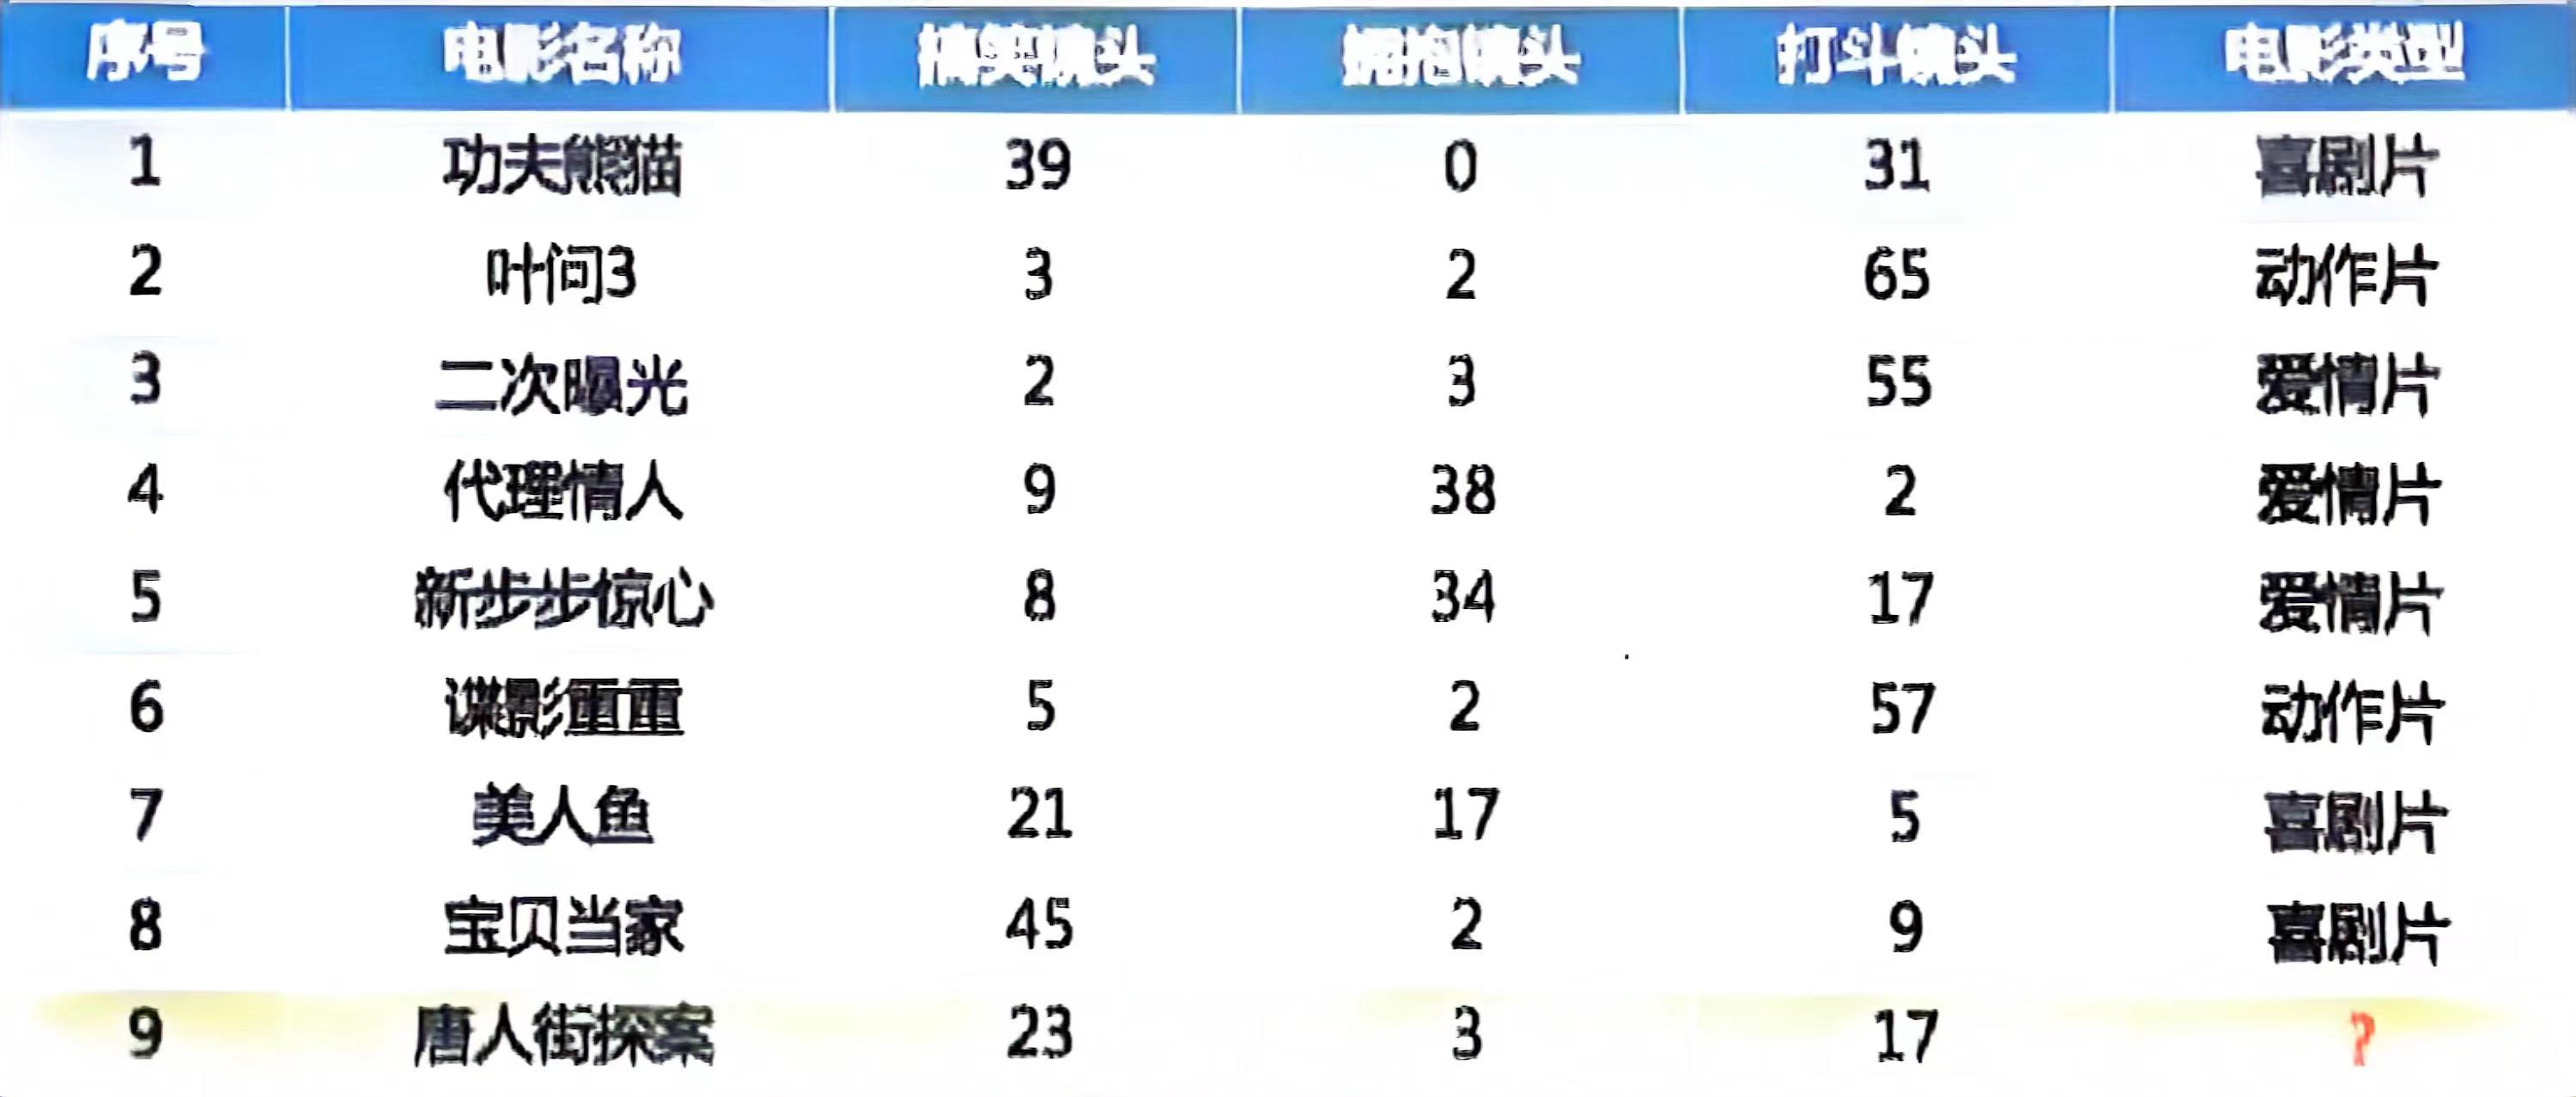 序号 电影名称 搞笑镜头 拥抱镜头 打斗镜头 电影类型
1 功夫熊猫 39 0 31 喜剧片
2 叶问3 3 2 65 动作片
3 二次曝光 2 3 55 爱情片
4 代理情人 9 38 2 爱情片
5 新步步惊心 8 34 17 爱情片
6 谍影重重 5 2 57 动作片
7 美人鱼 21 17 5 喜剧片
8 宝贝当家 45 2 9 喜剧片
9 唐人街探案 23 3 17 ?